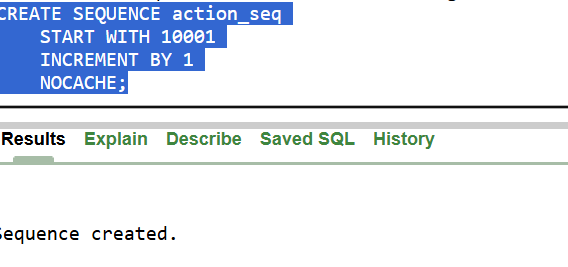 CREATE SEQUENCE action_seq
START WITH 10001
INCREMENT BY 1
NOCACHE;
Results Explain Describe Saved SQL History
Sequence created.